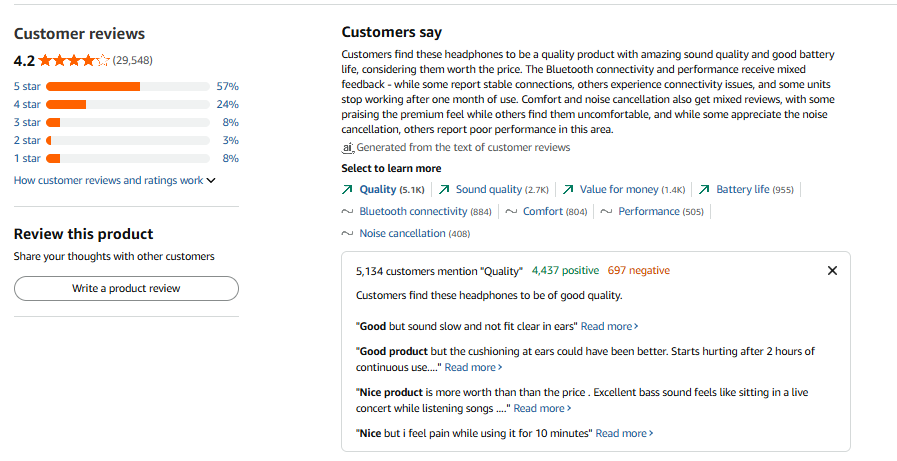 Customer reviews
4.2 (29,548)
5 star 57%
4 star 24%
3 star 8%
2 star 3%
1 star 8%
How customer reviews and ratings work
Review this product
Share your thoughts with other customers
Write a product review
Customers say
Customers find these headphones to be a quality product with amazing sound quality and good battery
life, considering them worth the price. The Bluetooth connectivity and performance receive mixed
feedback - while some report stable connections, others experience connectivity issues, and some units
stop working after one month of use. Comfort and noise cancellation also get mixed reviews, with some
praising the premium feel while others find them uncomfortable, and while some appreciate the noise
cancellation, others report poor performance in this area.
ai Generated from the text of customer reviews
Select to learn more
Quality (5.1K) Sound quality (2.7K) Value for money (1.4K) Battery life (955)
Bluetooth connectivity (884) Comfort (804) Performance (505)
Noise cancellation (408)
5,134 customers mention "Quality" 4,437 positive 697 negative
Customers find these headphones to be of good quality.
"Good but sound slow and not fit clear in ears" Read more
"Good product but the cushioning at ears could have been better. Starts hurting after 2 hours of
continuous use...." Read more
"Nice product is more worth than than the price . Excellent bass sound feels like sitting in a live
concert while listening songs ...." Read more
"Nice but i feel pain while using it for 10 minutes" Read more